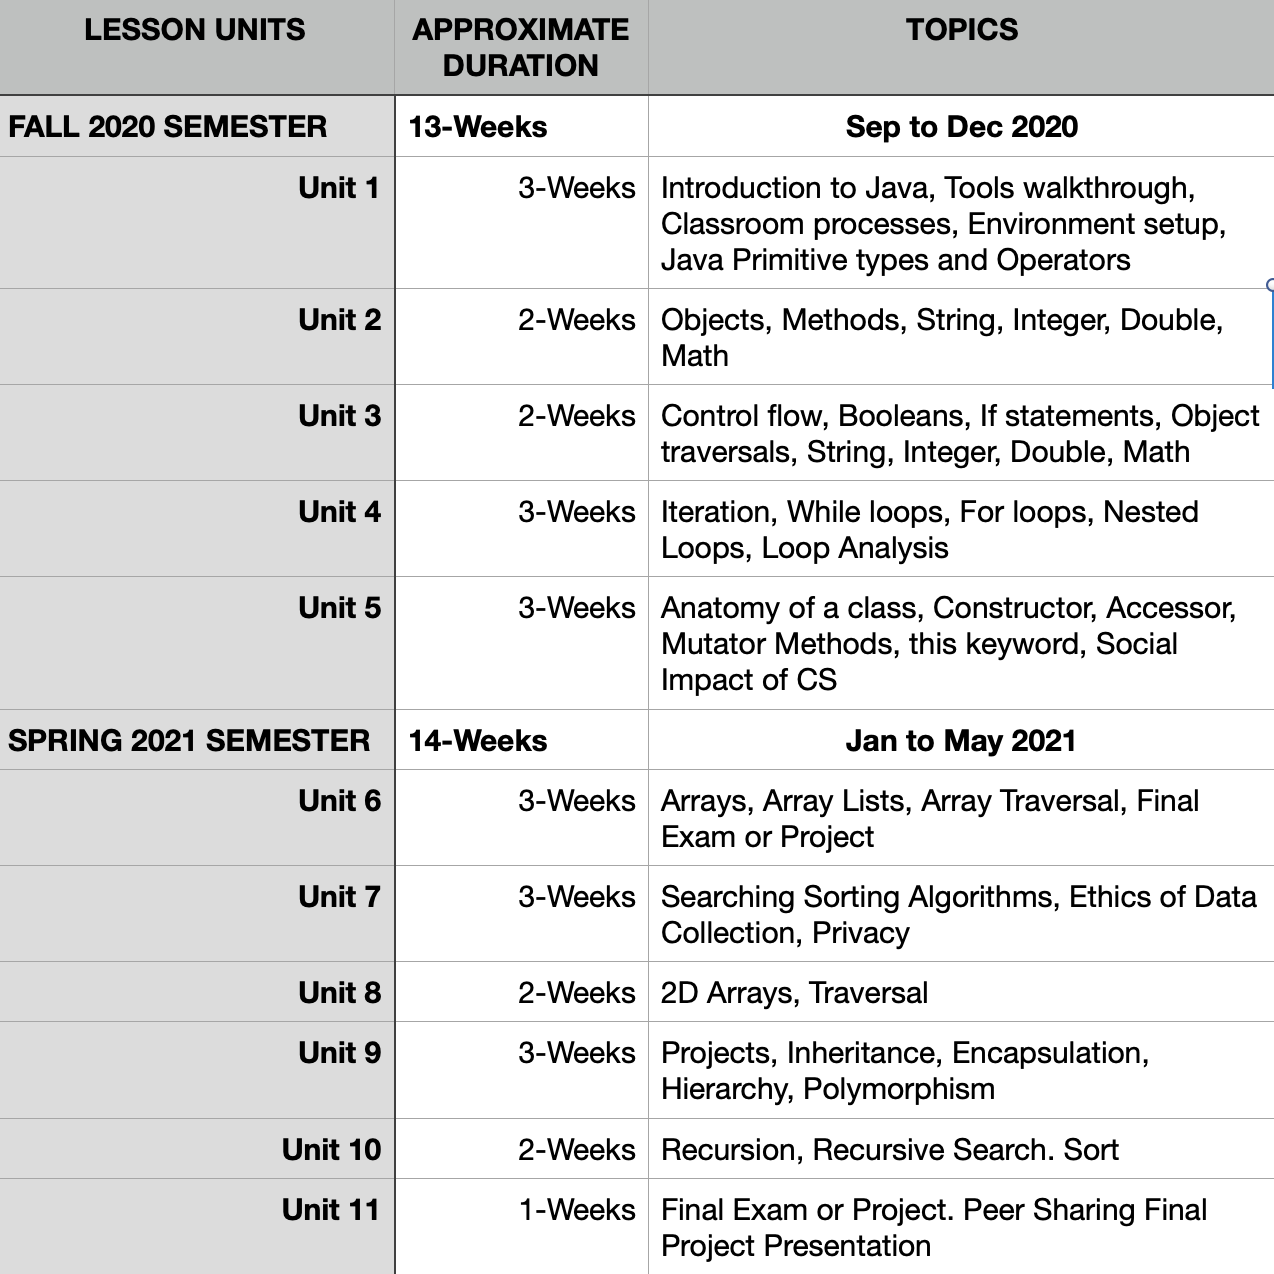 LESSON UNITS
APPROXIMATE
DURATION
TOPICS
FALL 2020 SEMESTER
13-Weeks
Sep to Dec 2020
Unit 1
3-Weeks
Introduction to Java, Tools walkthrough,
Classroom processes, Environment setup,
Java Primitive types and Operators
Unit 2
2-Weeks
Objects, Methods, String, Integer, Double,
Math
Unit 3
2-Weeks
Control flow, Booleans, If statements, Object
traversals, String, Integer, Double, Math
Unit 4
3-Weeks
Iteration, While loops, For loops, Nested
Loops, Loop Analysis
Unit 5
3-Weeks
Anatomy of a class, Constructor, Accessor,
Mutator Methods, this keyword, Social
Impact of CS
SPRING 2021 SEMESTER
14-Weeks
Jan to May 2021
Unit 6
3-Weeks
Arrays, Array Lists, Array Traversal, Final
Exam or Project
Unit 7
3-Weeks
Searching Sorting Algorithms, Ethics of Data
Collection, Privacy
Unit 8
2-Weeks
2D Arrays, Traversal
Unit 9
3-Weeks
Projects, Inheritance, Encapsulation,
Hierarchy, Polymorphism
Unit 10
2-Weeks
Recursion, Recursive Search. Sort
Unit 11
1-Weeks
Final Exam or Project. Peer Sharing Final
Project Presentation